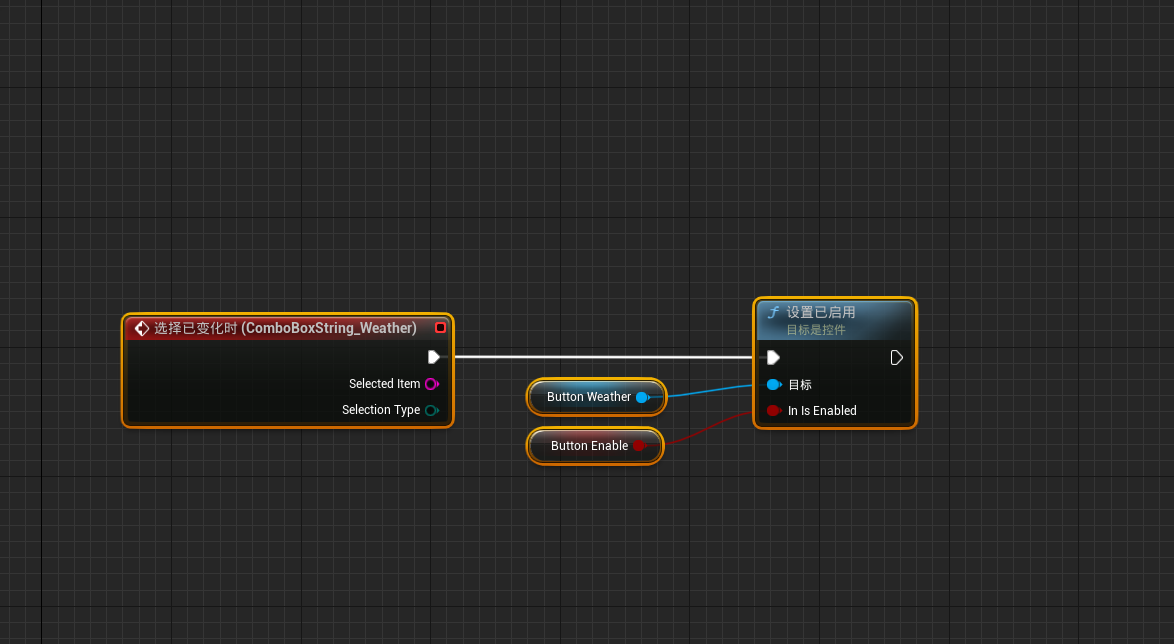 选择已变化时 (ComboBoxString_Weather)
Selected Item
Selection Type
Button Weather
Button Enable
设置已启用
目标是控件
目标
In Is Enabled